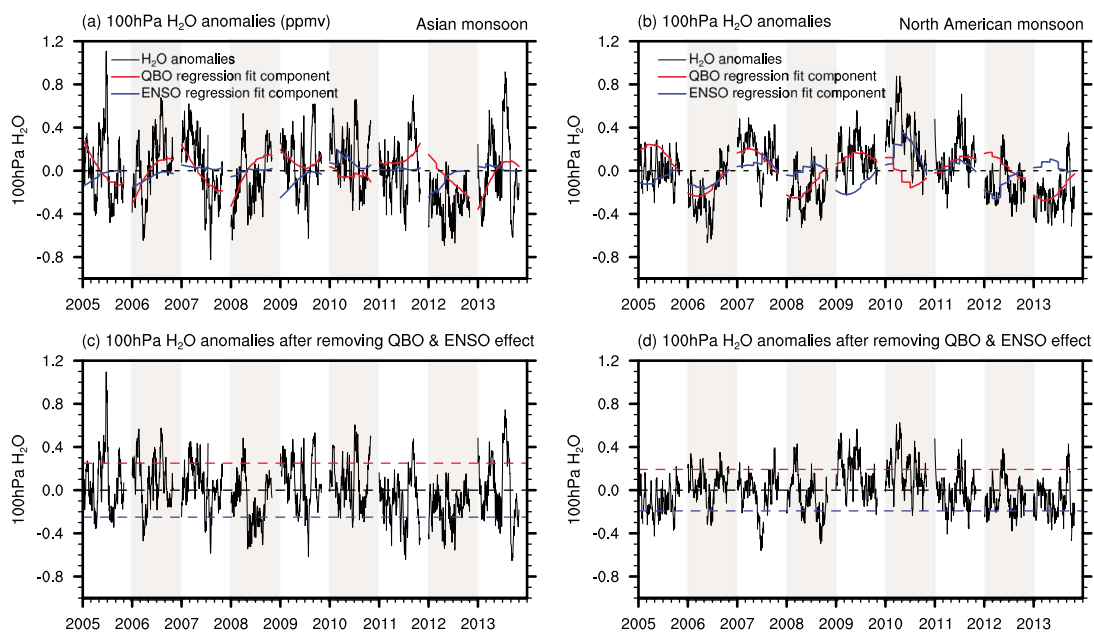 (a) 100hPa H₂O anomalies (ppmv) Asian monsoon
1.2
0.8
0.4
0.0
-0.4
-0.8
100hPa H₂O
H₂O anomalies
QBO regression fit component
ENSO regression fit component
2005 2006 2007 2008 2009 2010 2011 2012 2013
(b) 100hPa H₂O anomalies North American monsoon
1.2
0.8
0.4
0.0
-0.4
-0.8
100hPa H₂O
H₂O anomalies
QBO regression fit component
ENSO regression fit component
2005 2006 2007 2008 2009 2010 2011 2012 2013
(c) 100hPa H₂O anomalies after removing QBO & ENSO effect
1.2
0.8
0.4
0.0
-0.4
-0.8
100hPa H₂O
2005 2006 2007 2008 2009 2010 2011 2012 2013
(d) 100hPa H₂O anomalies after removing QBO & ENSO effect
1.2
0.8
0.4
0.0
-0.4
-0.8
100hPa H₂O
2005 2006 2007 2008 2009 2010 2011 2012 2013